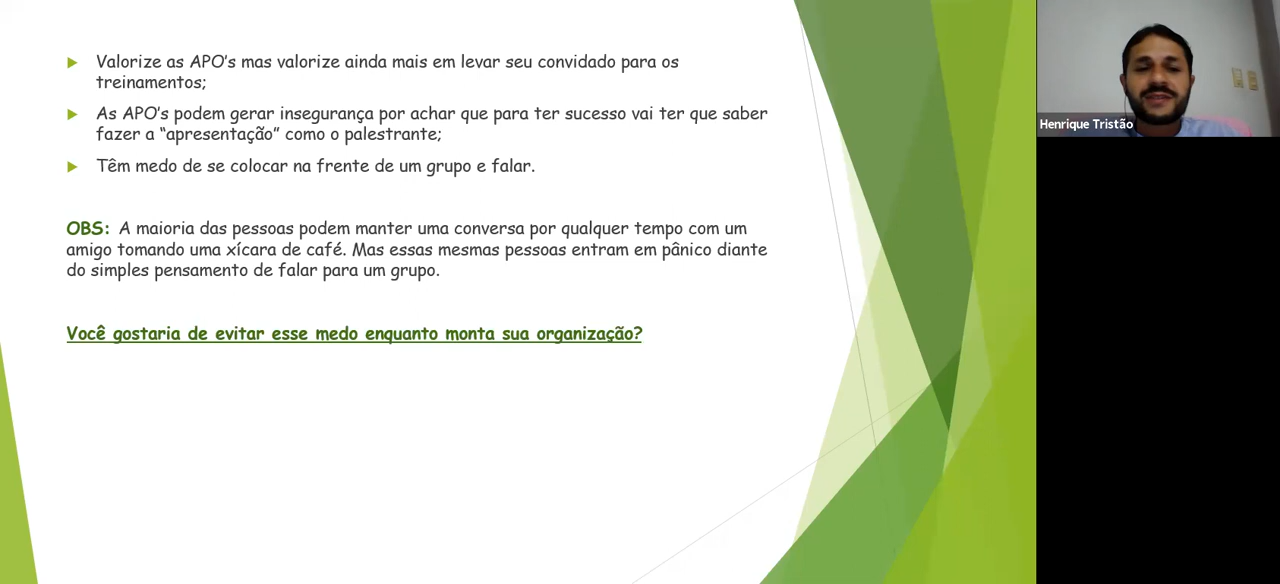 Valorize as APO's mas valorize ainda mais em levar seu convidado para os
treinamentos;
As APO's podem gerar insegurança por achar que para ter sucesso vai ter que saber
fazer a “apresentação” como o palestrante;
Têm medo de se colocar na frente de um grupo e falar.
OBS: A maioria das pessoas podem manter uma conversa por qualquer tempo com um
amigo tomando uma xícara de café. Mas essas mesmas pessoas entram em pânico diante
do simples pensamento de falar para um grupo.
Você gostaria de evitar esse medo enquanto monta sua organização?
Henrique Tristão